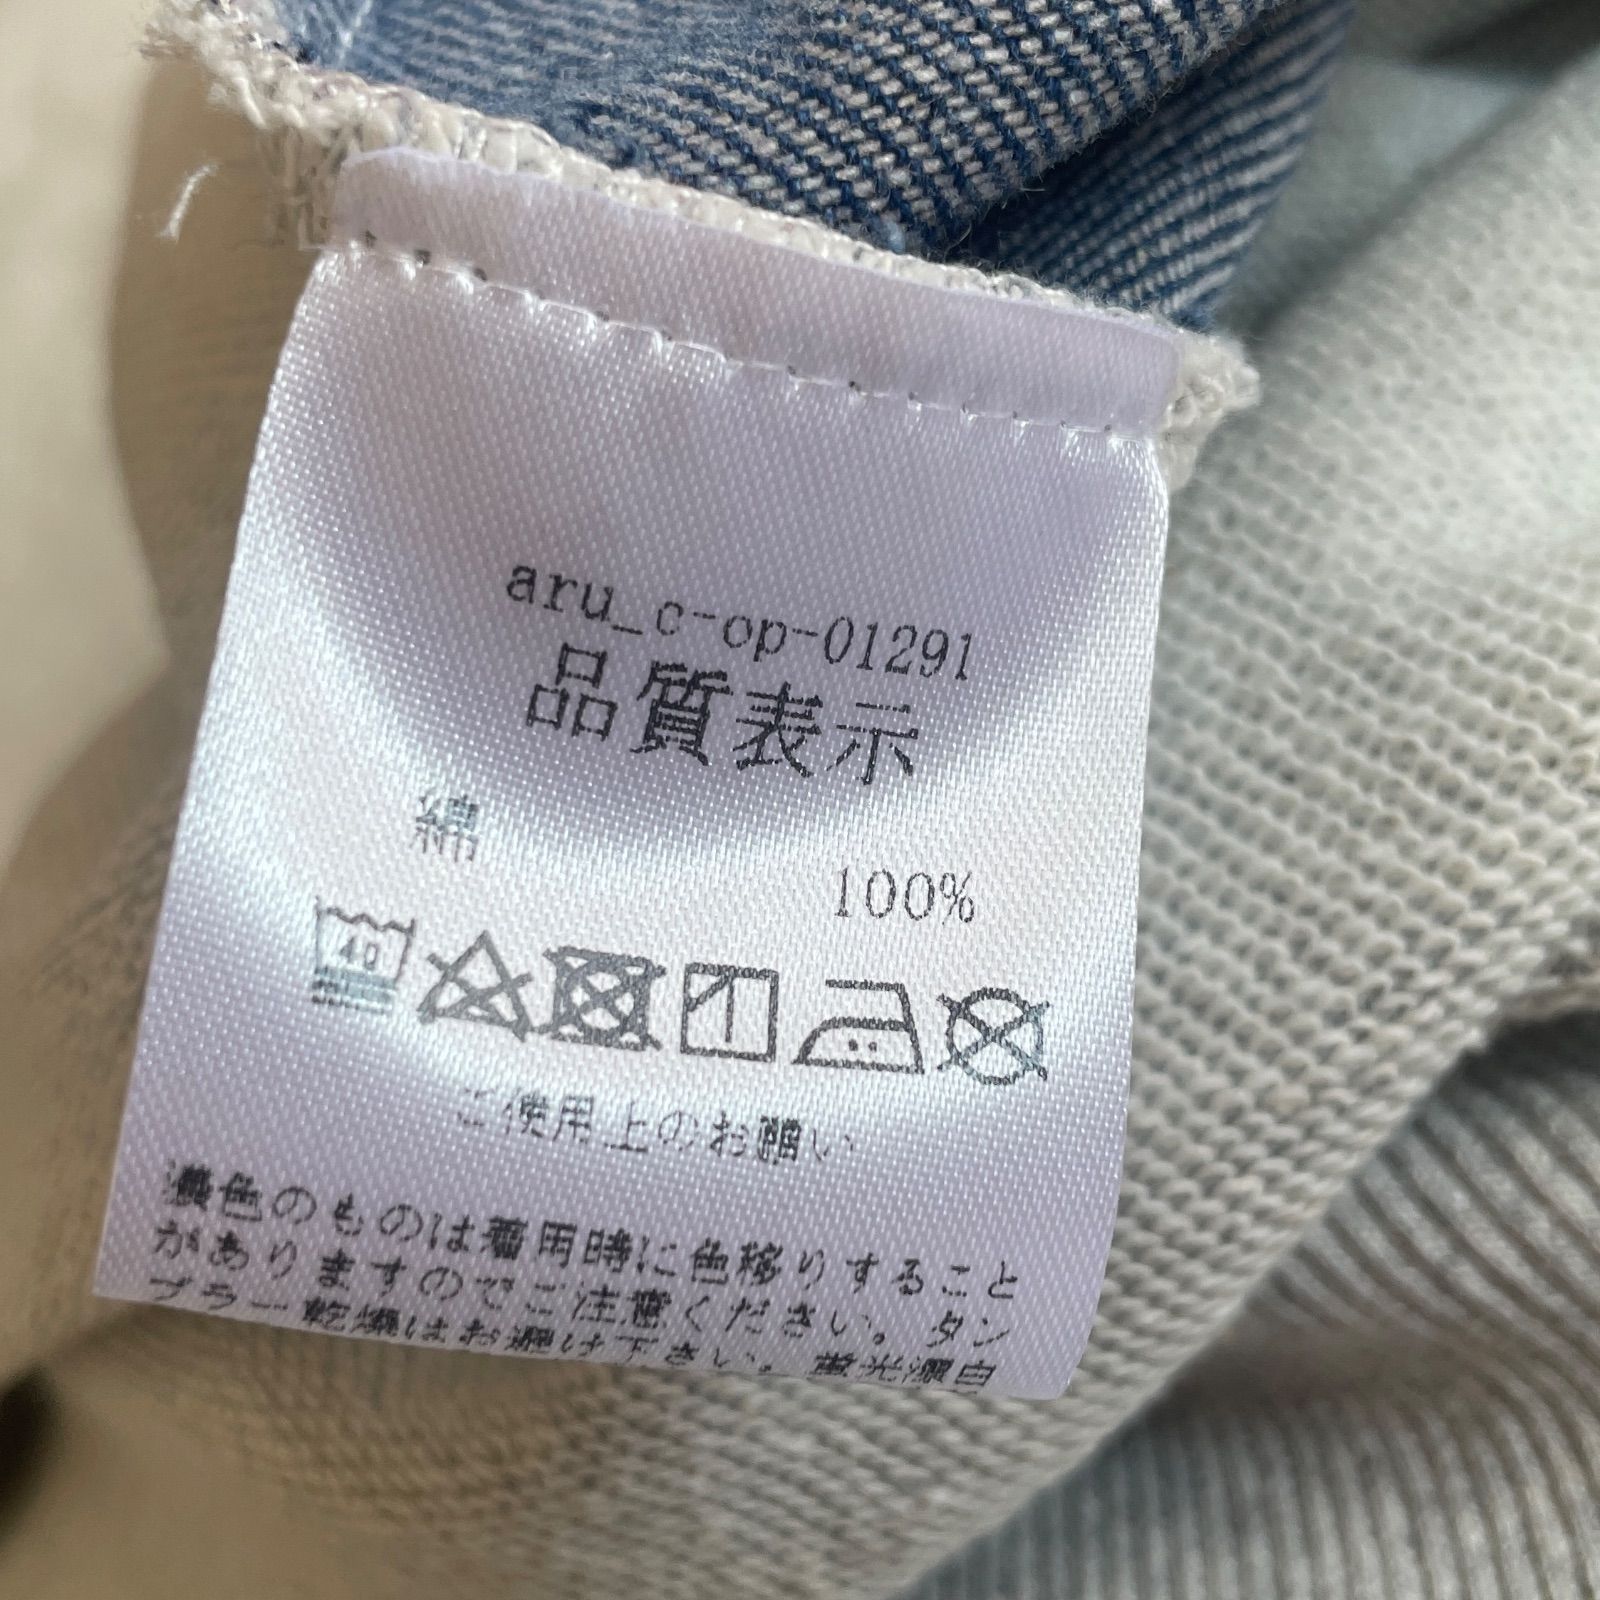 aru_c-op-01291
品質表示
綿
100%
40
ご使用上のお願い
濃色のものは着用時に色移りすること
がありますのでご注意ください。タン
ブラー乾燥はお避け下さい。蛍光漂白